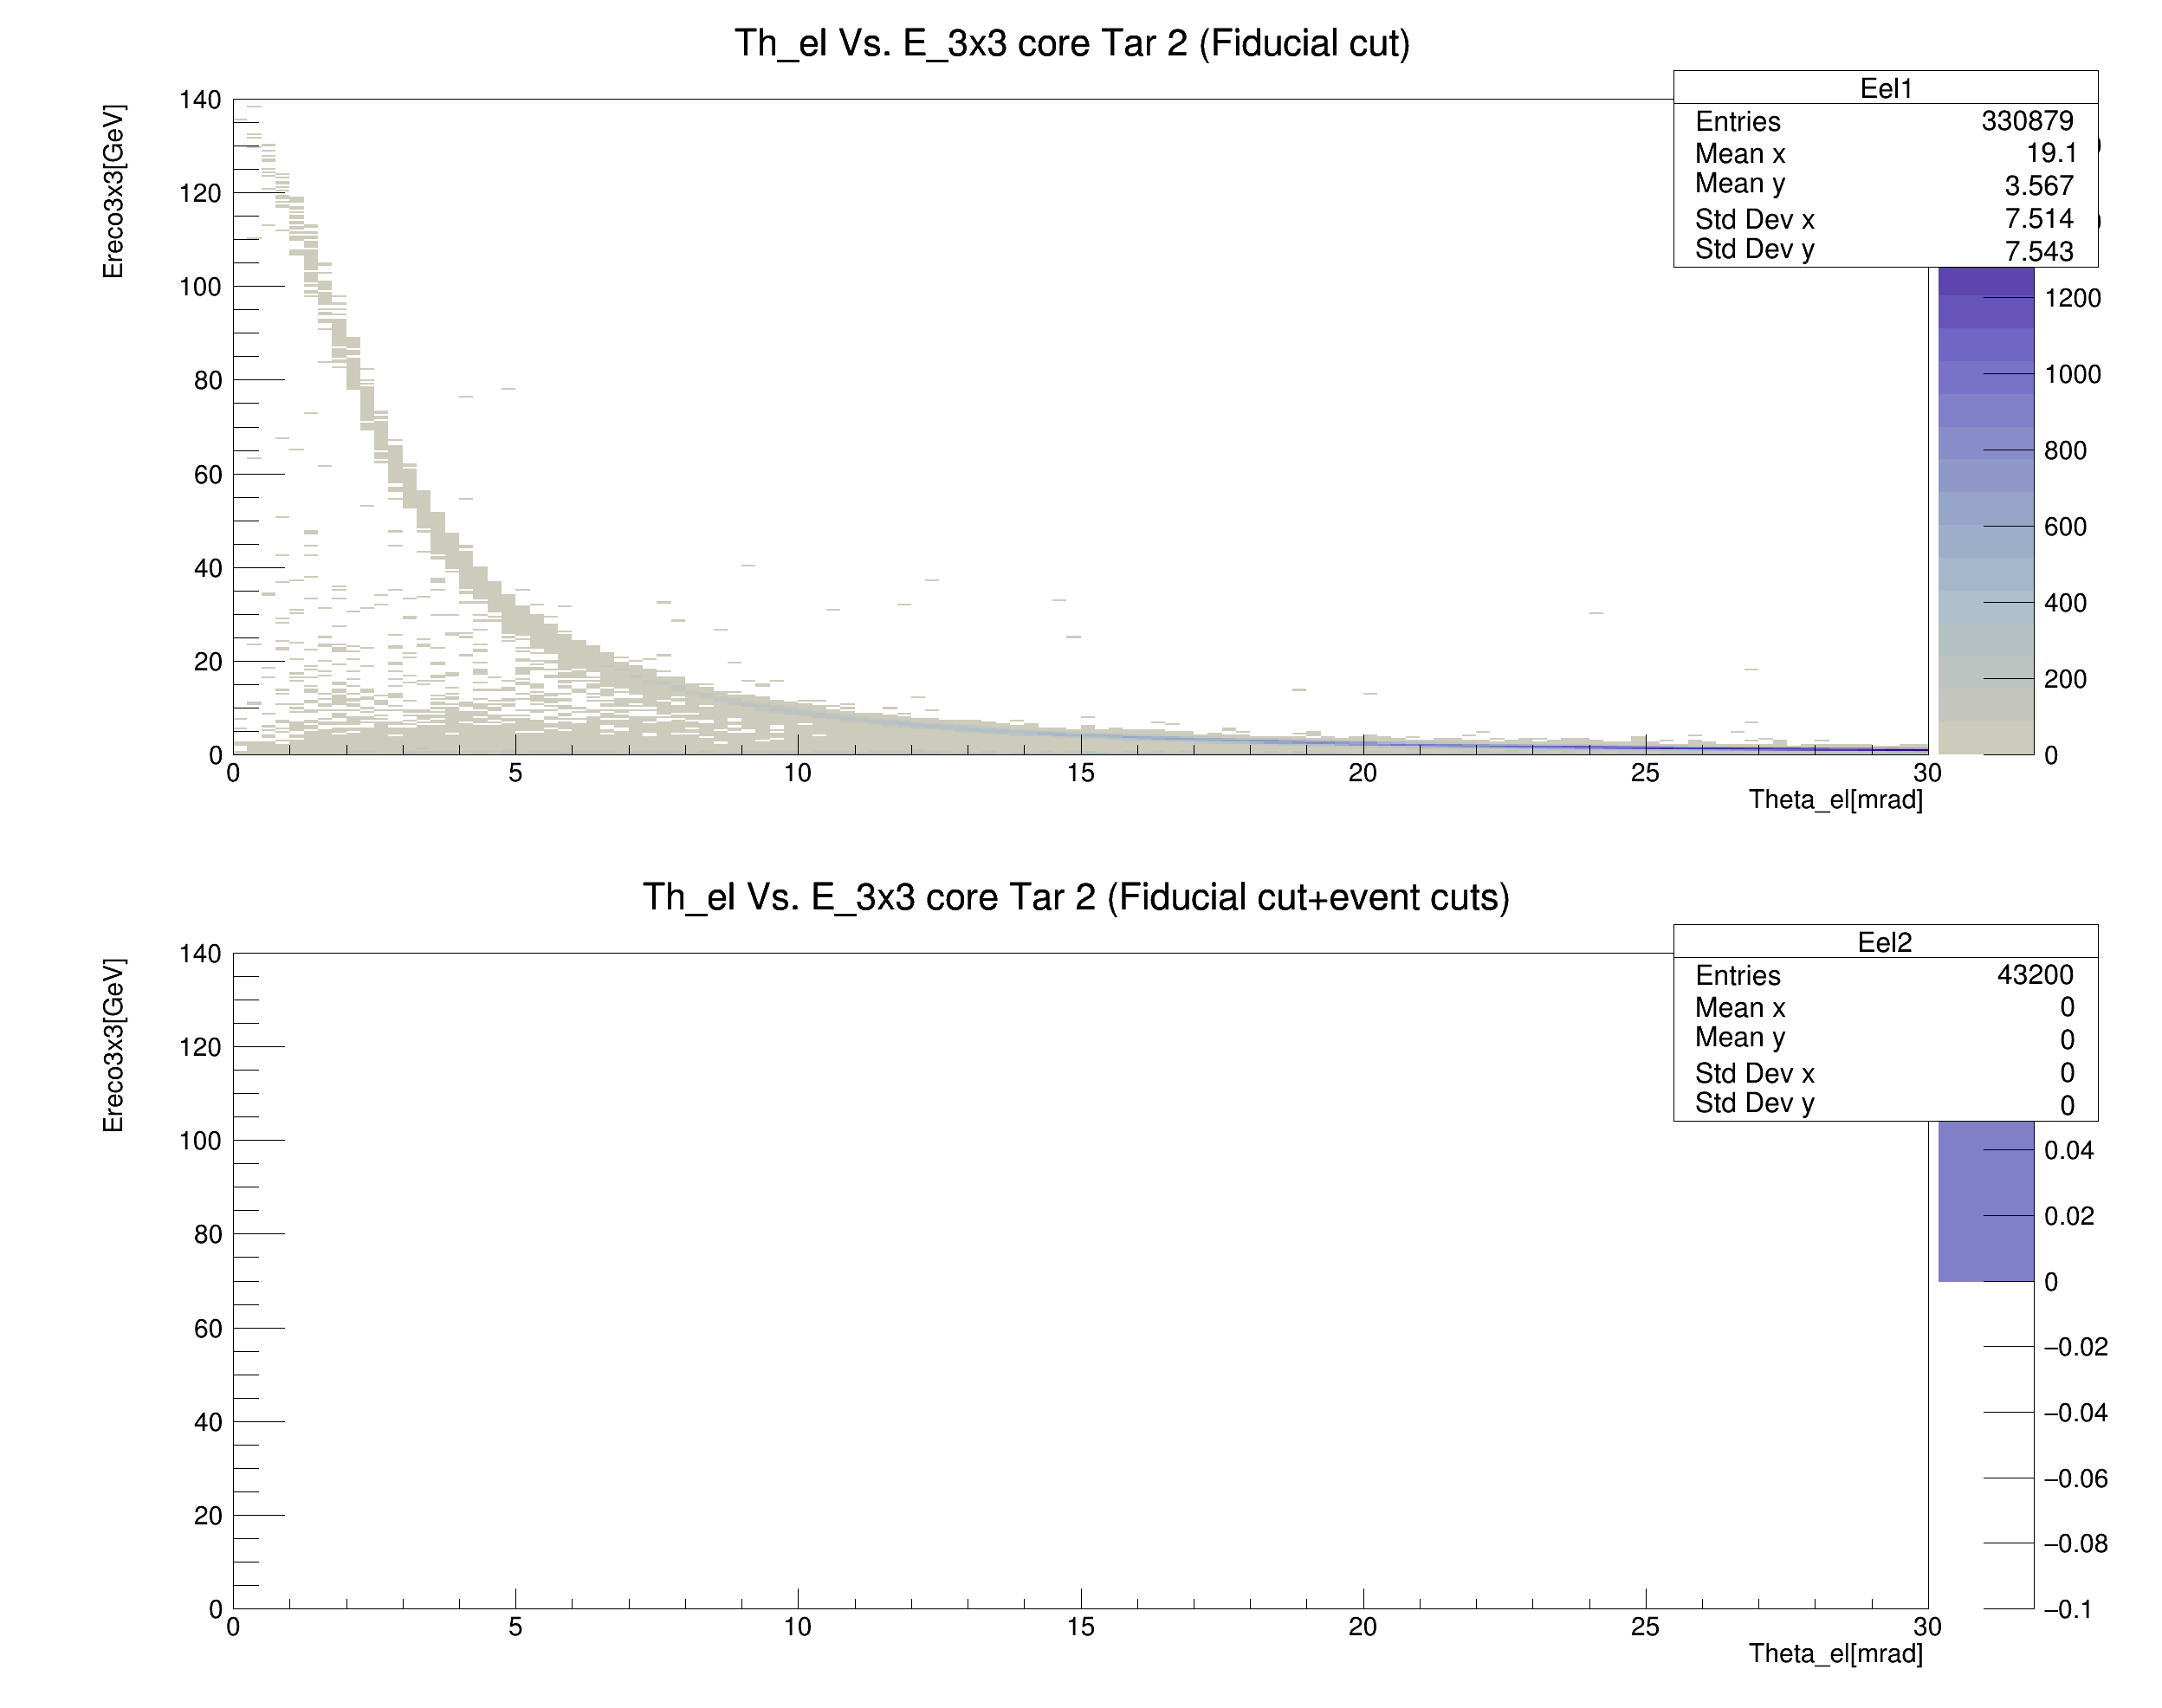 Th_el Vs. E_3x3 core Tar 2 (Fiducial cut)
Ereco3x3[GeV]
140
120
100
80
60
40
20
0
0 5 10 15 20 25 30
Theta_el[mrad]
Eel1
Entries 330879
Mean x 19.1
Mean y 3.567
Std Dev x 7.514
Std Dev y 7.543
1200
1000
800
600
400
200
0
Th_el Vs. E_3x3 core Tar 2 (Fiducial cut+event cuts)
Ereco3x3[GeV]
140
120
100
80
60
40
20
0
0 5 10 15 20 25 30
Theta_el[mrad]
Eel2
Entries 43200
Mean x 0
Mean y 0
Std Dev x 0
Std Dev y 0
0.04
0.02
0
−0.02
−0.04
−0.06
−0.08
−0.1